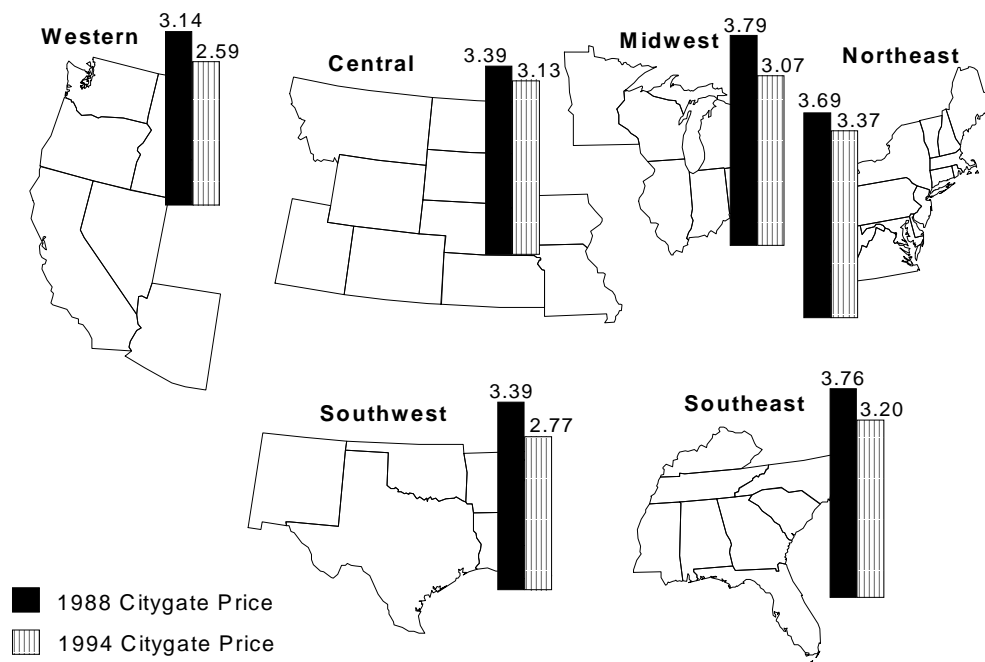 Western
3.14
2.59
Central
3.39
3.13
Midwest
3.79
3.07
Northeast
3.69
3.37
Southwest
3.39
2.77
Southeast
3.76
3.20
1988 Citygate Price
1994 Citygate Price